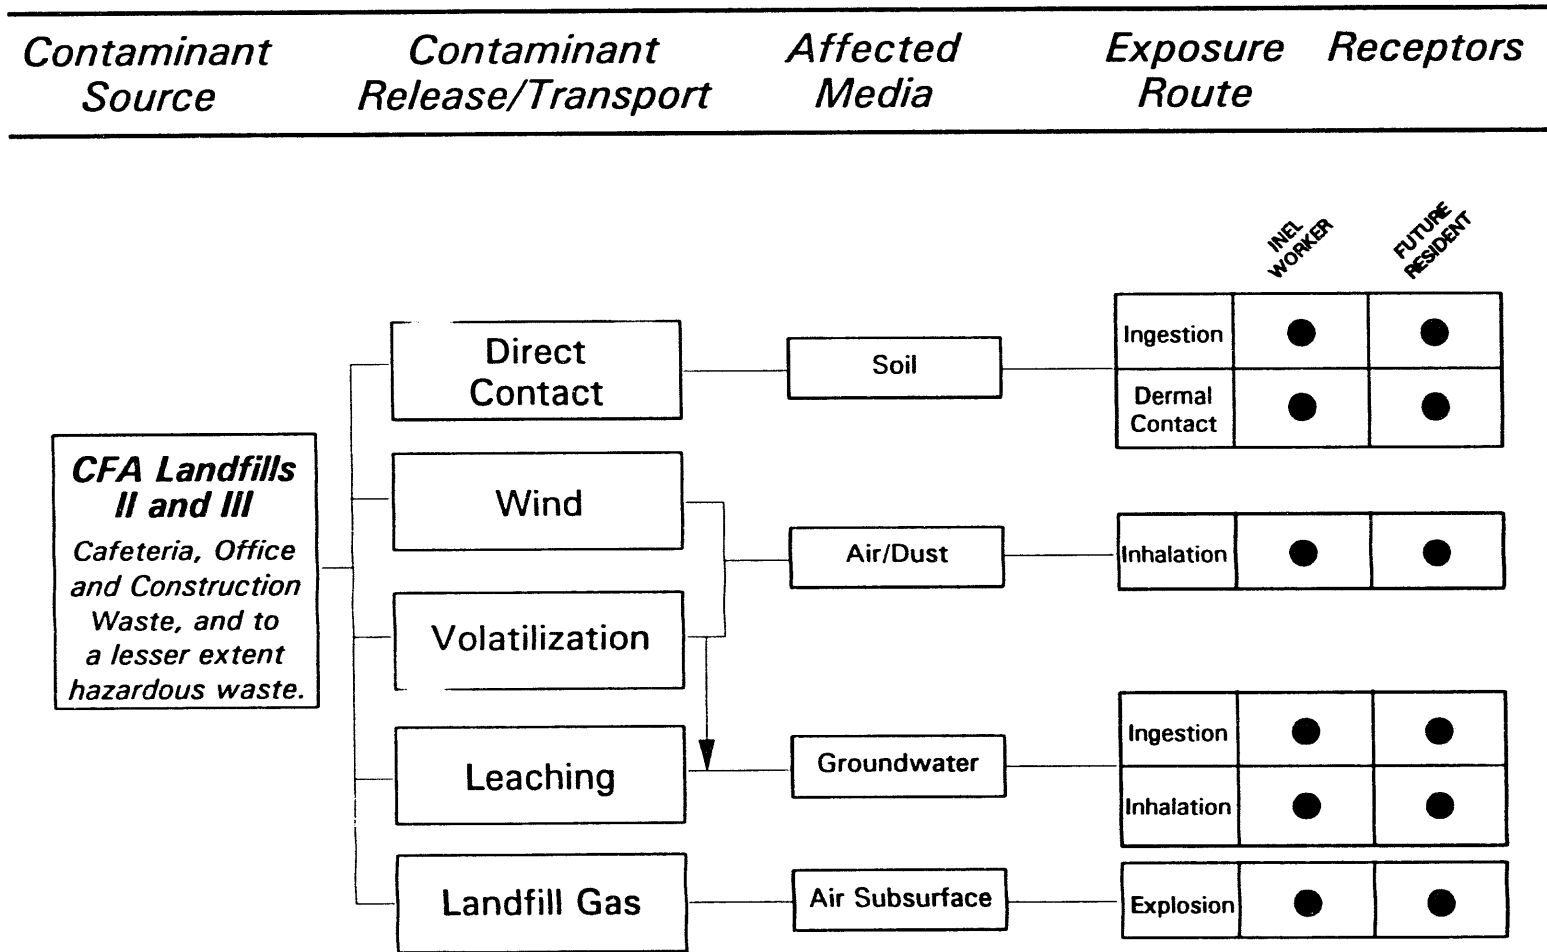 Contaminant
Source
Contaminant
Release/Transport
Affected
Media
Exposure
Route
Receptors
INEL
WORKER
FUTURE
RESIDENT
CFA Landfills
II and III
Cafeteria, Office
and Construction
Waste, and to
a lesser extent
hazardous waste.
Direct
Contact
Wind
Volatilization
Leaching
Landfill Gas
Soil
Air/Dust
Groundwater
Air Subsurface
Ingestion
Dermal
Contact
Inhalation
Ingestion
Inhalation
Explosion